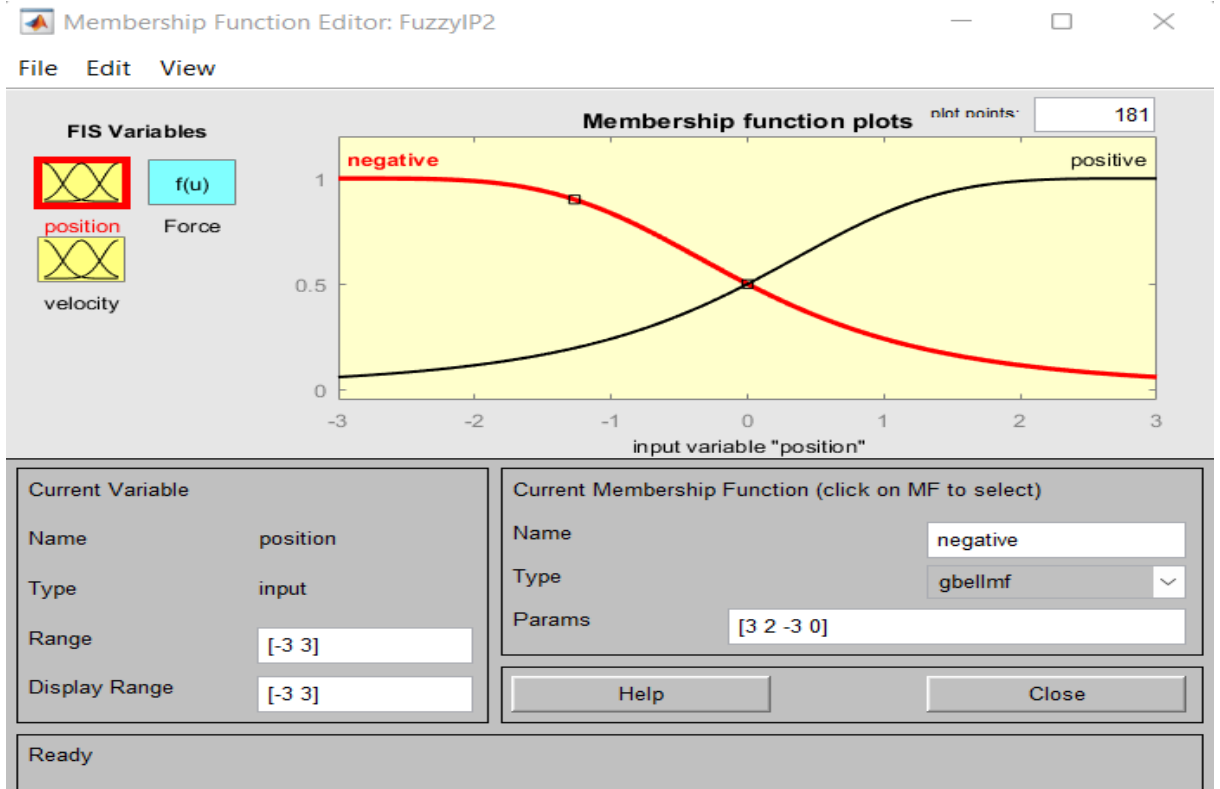 Membership Function Editor: FuzzyIP2
File Edit View
FIS Variables
f(u)
position Force
velocity
Membership function plots plot points: 181
negative positive
1
0.5
0
-3 -2 -1 0 1 2 3
input variable "position"
Current Variable
Name position
Type input
Range [-3 3]
Display Range [-3 3]
Current Membership Function (click on MF to select)
Name negative
Type gbellmf
Params [3 2 -3 0]
Help Close
Ready